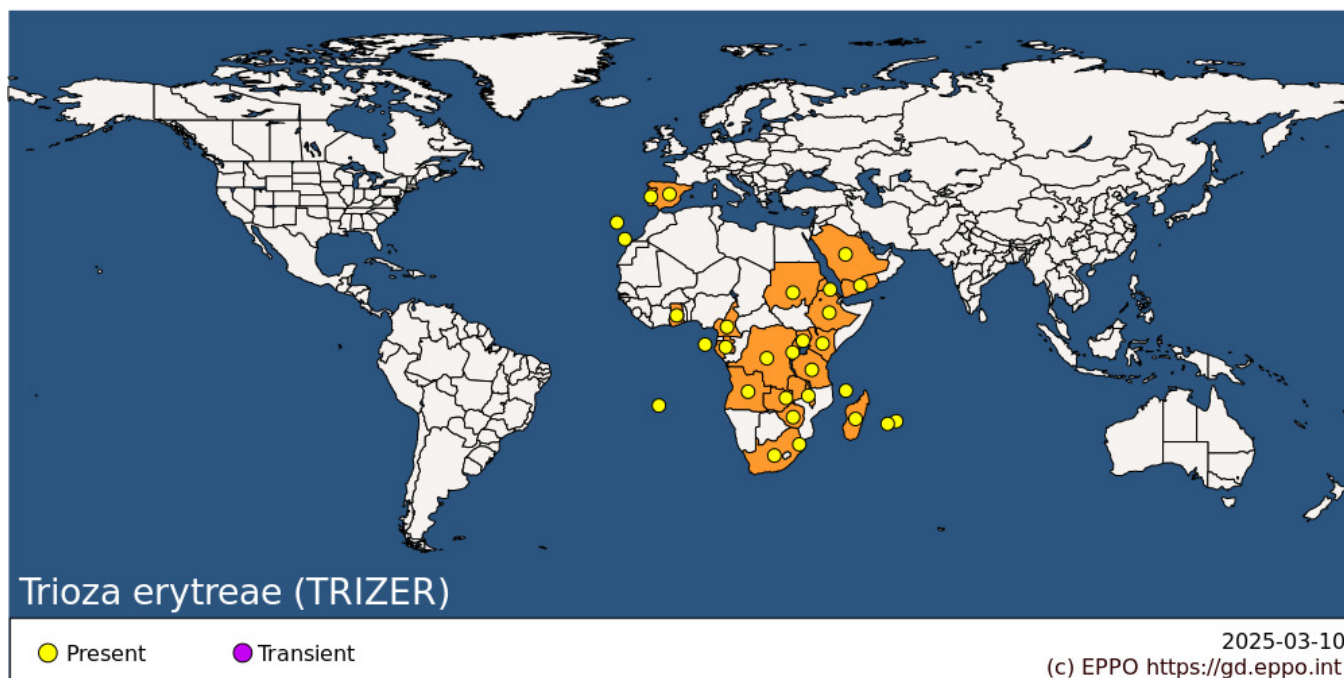 Trioza erytreae (TRIZER)
Present
Transient
2025-03-10
(c) EPPO https://gd.eppo.int